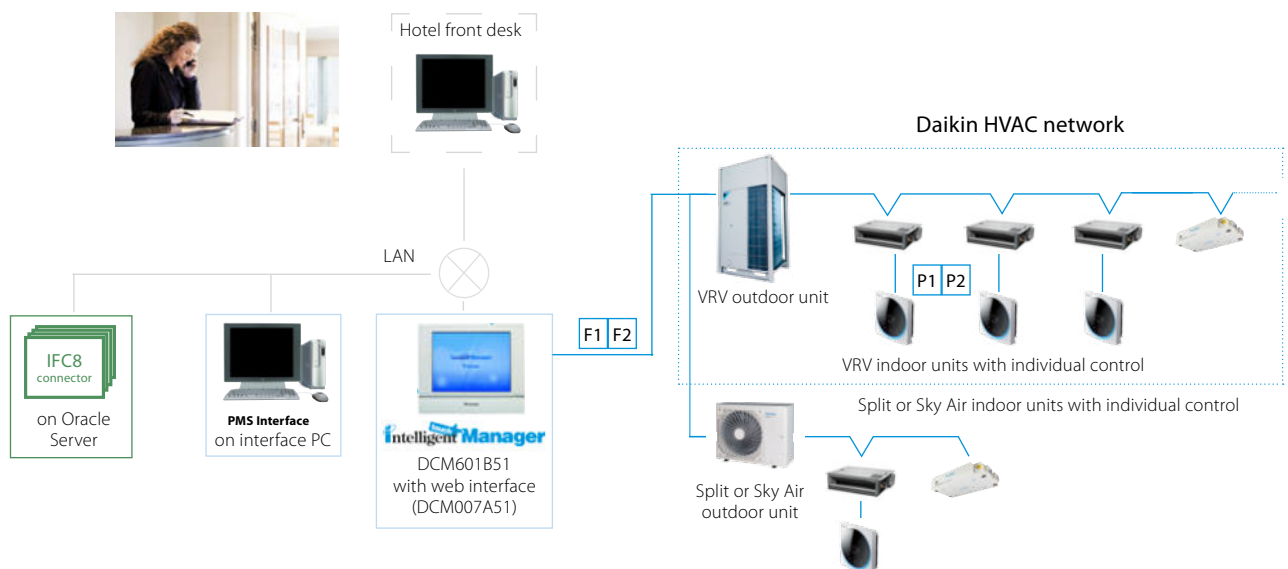 Hotel front desk
Daikin HVAC network
LAN
VRV outdoor unit
P1 P2
F1 F2
VRV indoor units with individual control
IFC8
connector
on Oracle
Server
PMS Interface
on interface PC
intelligent Manager
DCM601B51
with web interface
(DCM007A51)
Split or Sky Air indoor units with individual control
Split or Sky Air
outdoor unit